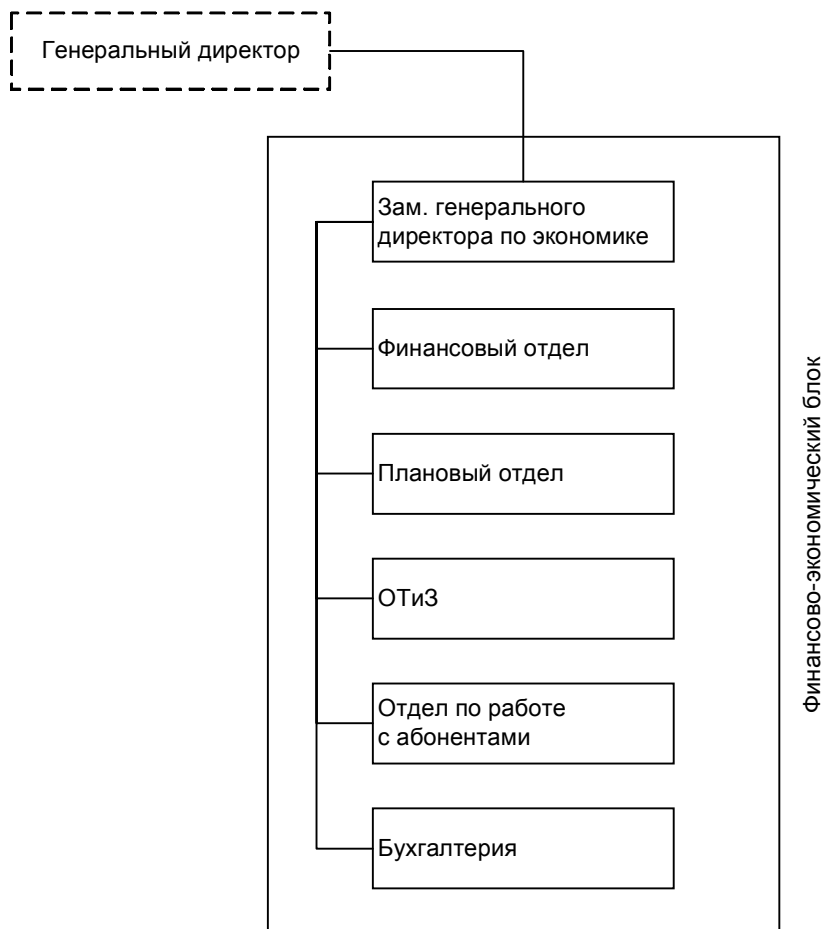 Генеральный директор
Зам. генерального
директора по экономике
Финансовый отдел
Плановый отдел
ОТиЗ
Отдел по работе
с абонентами
Бухгалтерия
Финансово-экономический блок